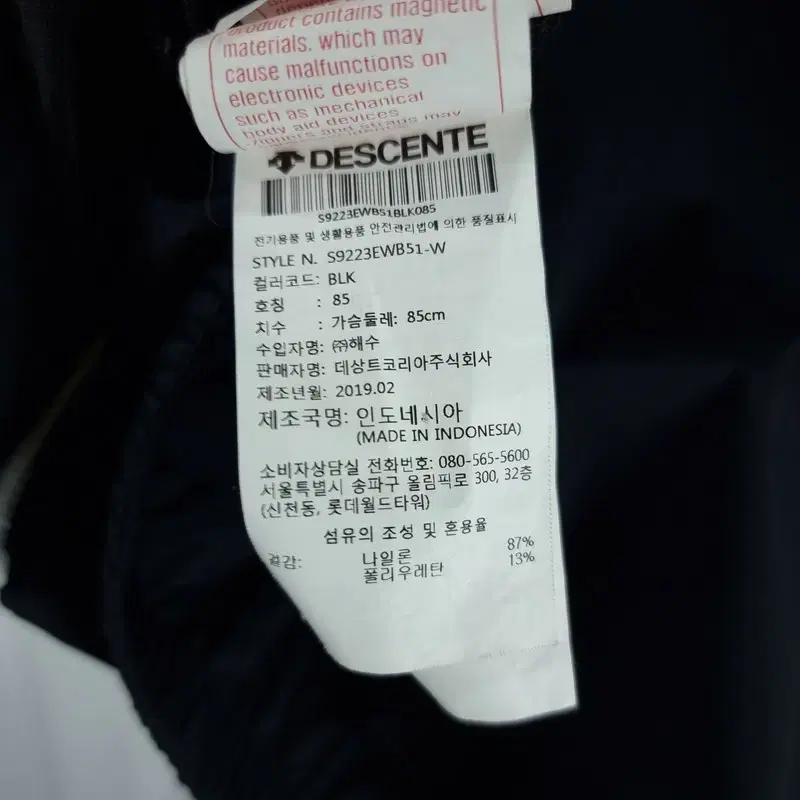 product contains magnetic
materials, which may
cause malfunctions on
electronic devices
such as mechanical
body aid devices
DESCENTE
S9223EWB51BLK085
전기용품 및 생활용품 안전관리법에 의한 품질표시
STYLE N. S9223EWB51-W
컬러코드: BLK
호칭 : 85
치수 : 가슴둘레: 85cm
수입자명: ㈜해수
판매자명: 데상트코리아주식회사
제조년월: 2019.02
제조국명: 인도네시아
(MADE IN INDONESIA)
소비자상담실 전화번호: 080-565-5600
서울특별시 송파구 올림픽로 300, 32층
(신천동, 롯데월드타워)
섬유의 조성 및 혼용율
겉감: 나일론 87%
폴리우레탄 13%